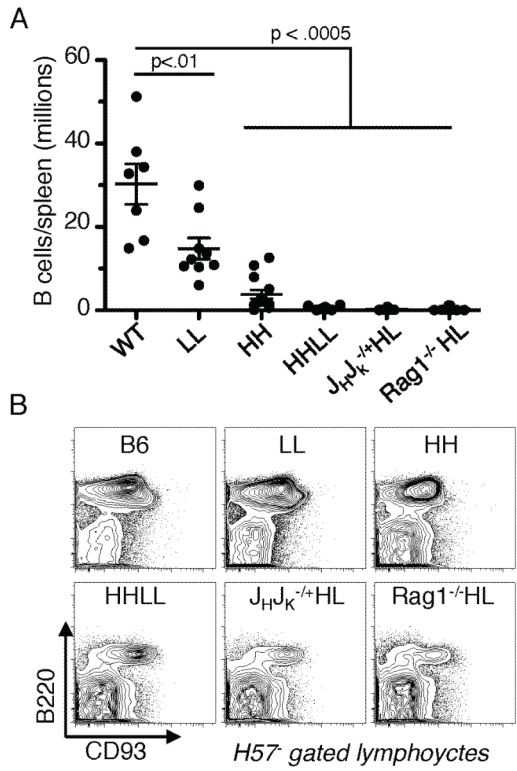 A
p < .0005
p<.01
B cells/spleen (millions)
60
40
20
0
WT
LL
HH
HHLL
JHJK-/+HL
Rag1-/-HL
B
B6
LL
HH
HHLL
JHJK-/+HL
Rag1-/-HL
B220
CD93
H57- gated lymphoyctes